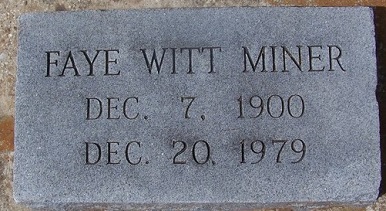 FAYE WITT MINER
DEC. 7, 1900
DEC. 20, 1979